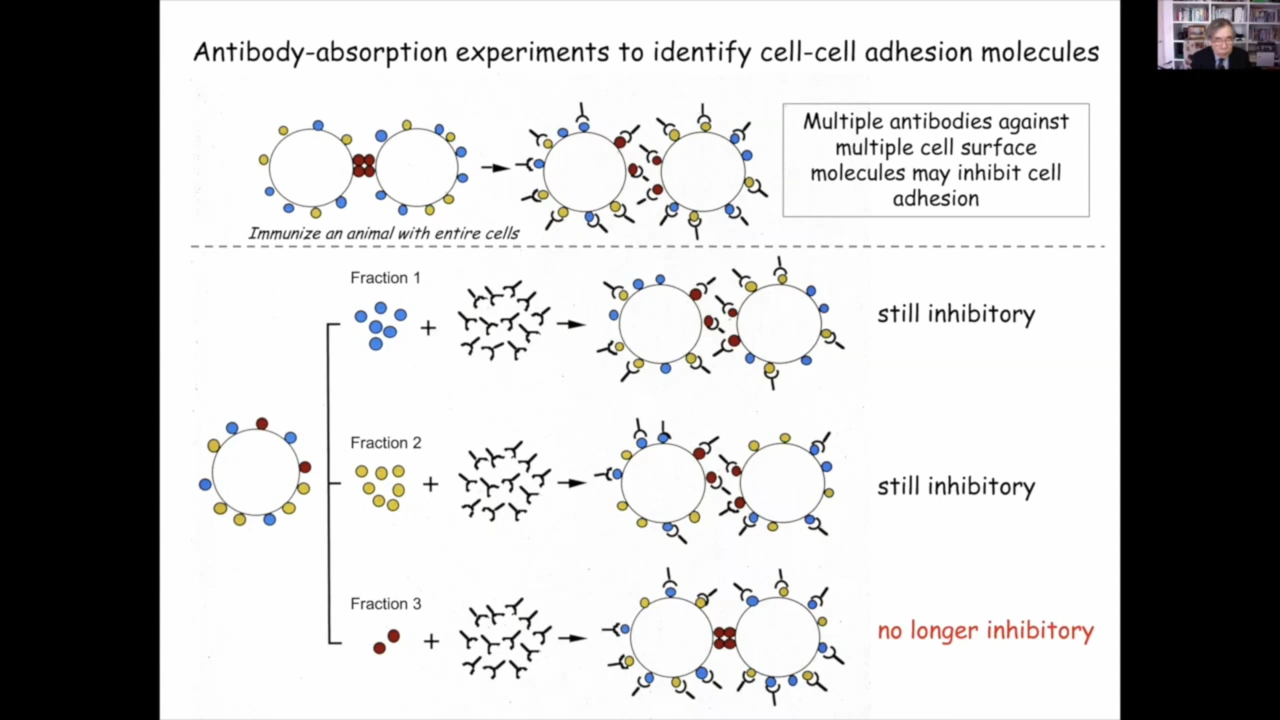 Antibody-absorption experiments to identify cell-cell adhesion molecules
Multiple antibodies against
multiple cell surface
molecules may inhibit cell
adhesion
Immunize an animal with entire cells
Fraction 1
+
still inhibitory
Fraction 2
+
still inhibitory
Fraction 3
+
no longer inhibitory